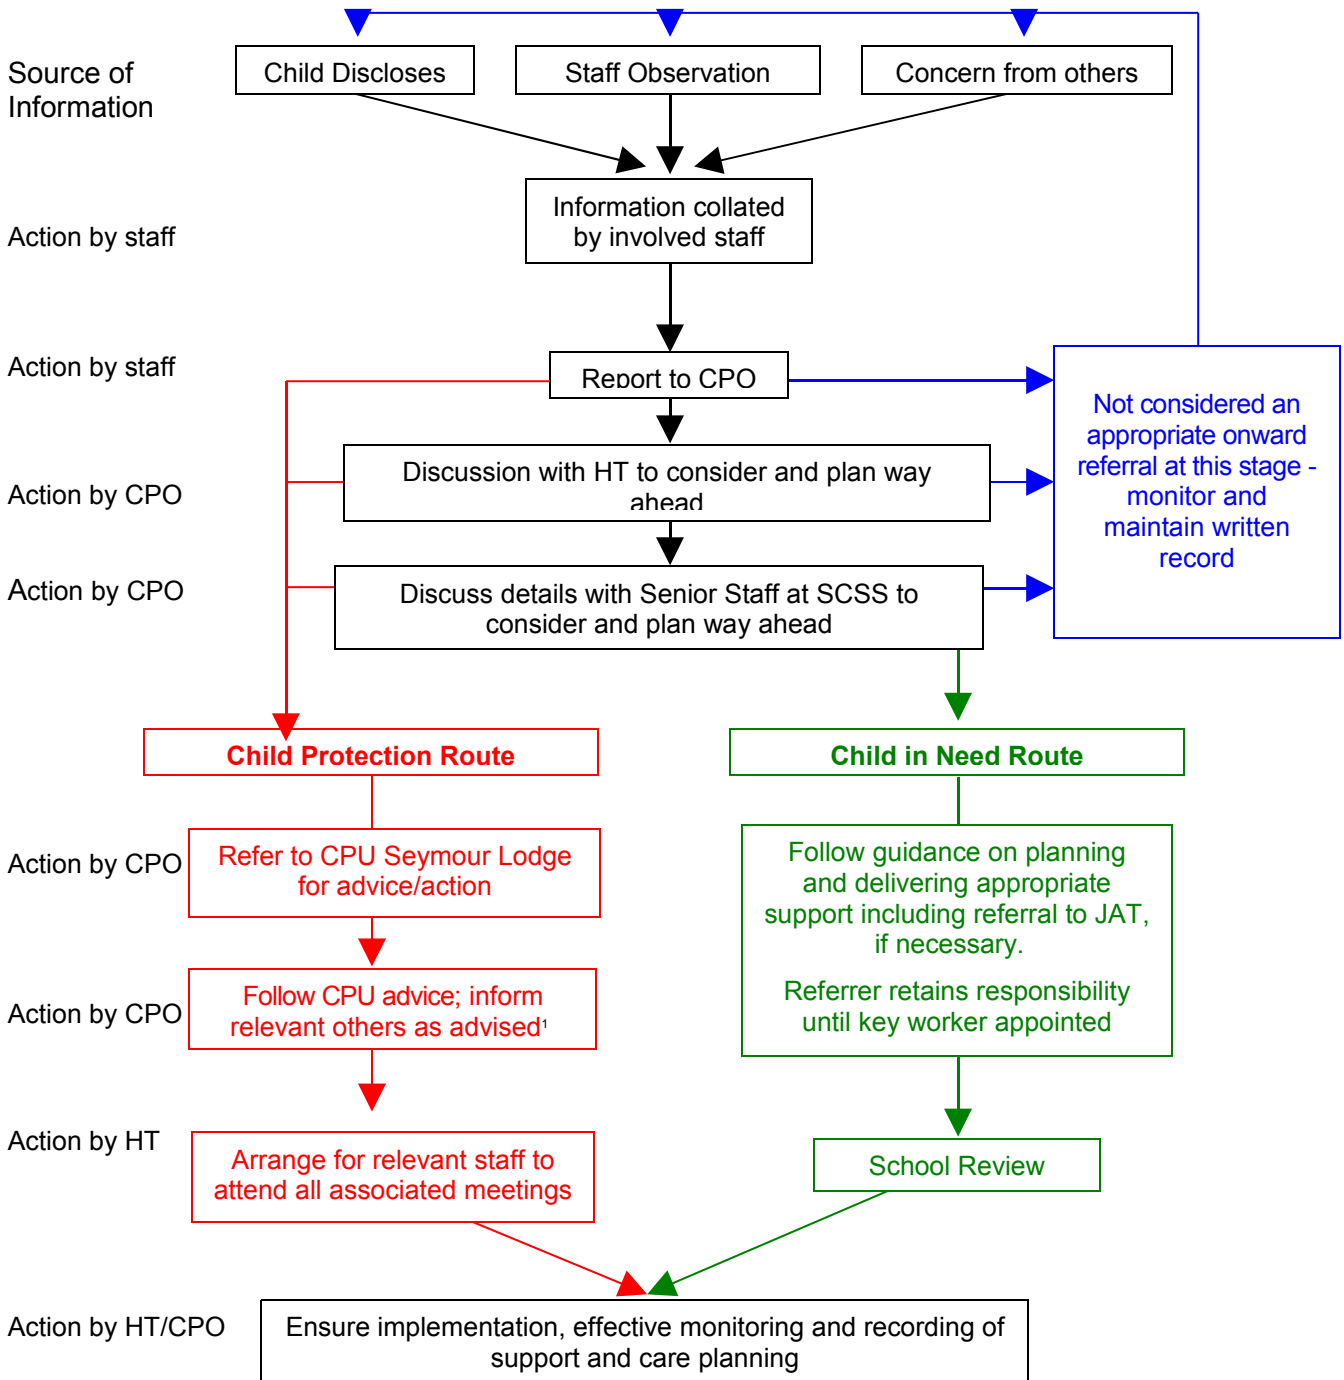 Source of
Information
Child Discloses
Staff Observation
Concern from others
Action by staff
Information collated
by involved staff
Action by staff
Report to CPO
Not considered an
appropriate onward
referral at this stage -
monitor and
maintain written
record
Action by CPO
Discussion with HT to consider and plan way
ahead
Action by CPO
Discuss details with Senior Staff at SCSS to
consider and plan way ahead
Child Protection Route
Child in Need Route
Action by CPO
Refer to CPU Seymour Lodge
for advice/action
Follow guidance on planning
and delivering appropriate
support including referral to JAT,
if necessary.
Referrer retains responsibility
until key worker appointed
Action by CPO
Follow CPU advice; inform
relevant others as advised¹
Action by HT
Arrange for relevant staff to
attend all associated meetings
School Review
Action by HT/CPO
Ensure implementation, effective monitoring and recording of
support and care planning